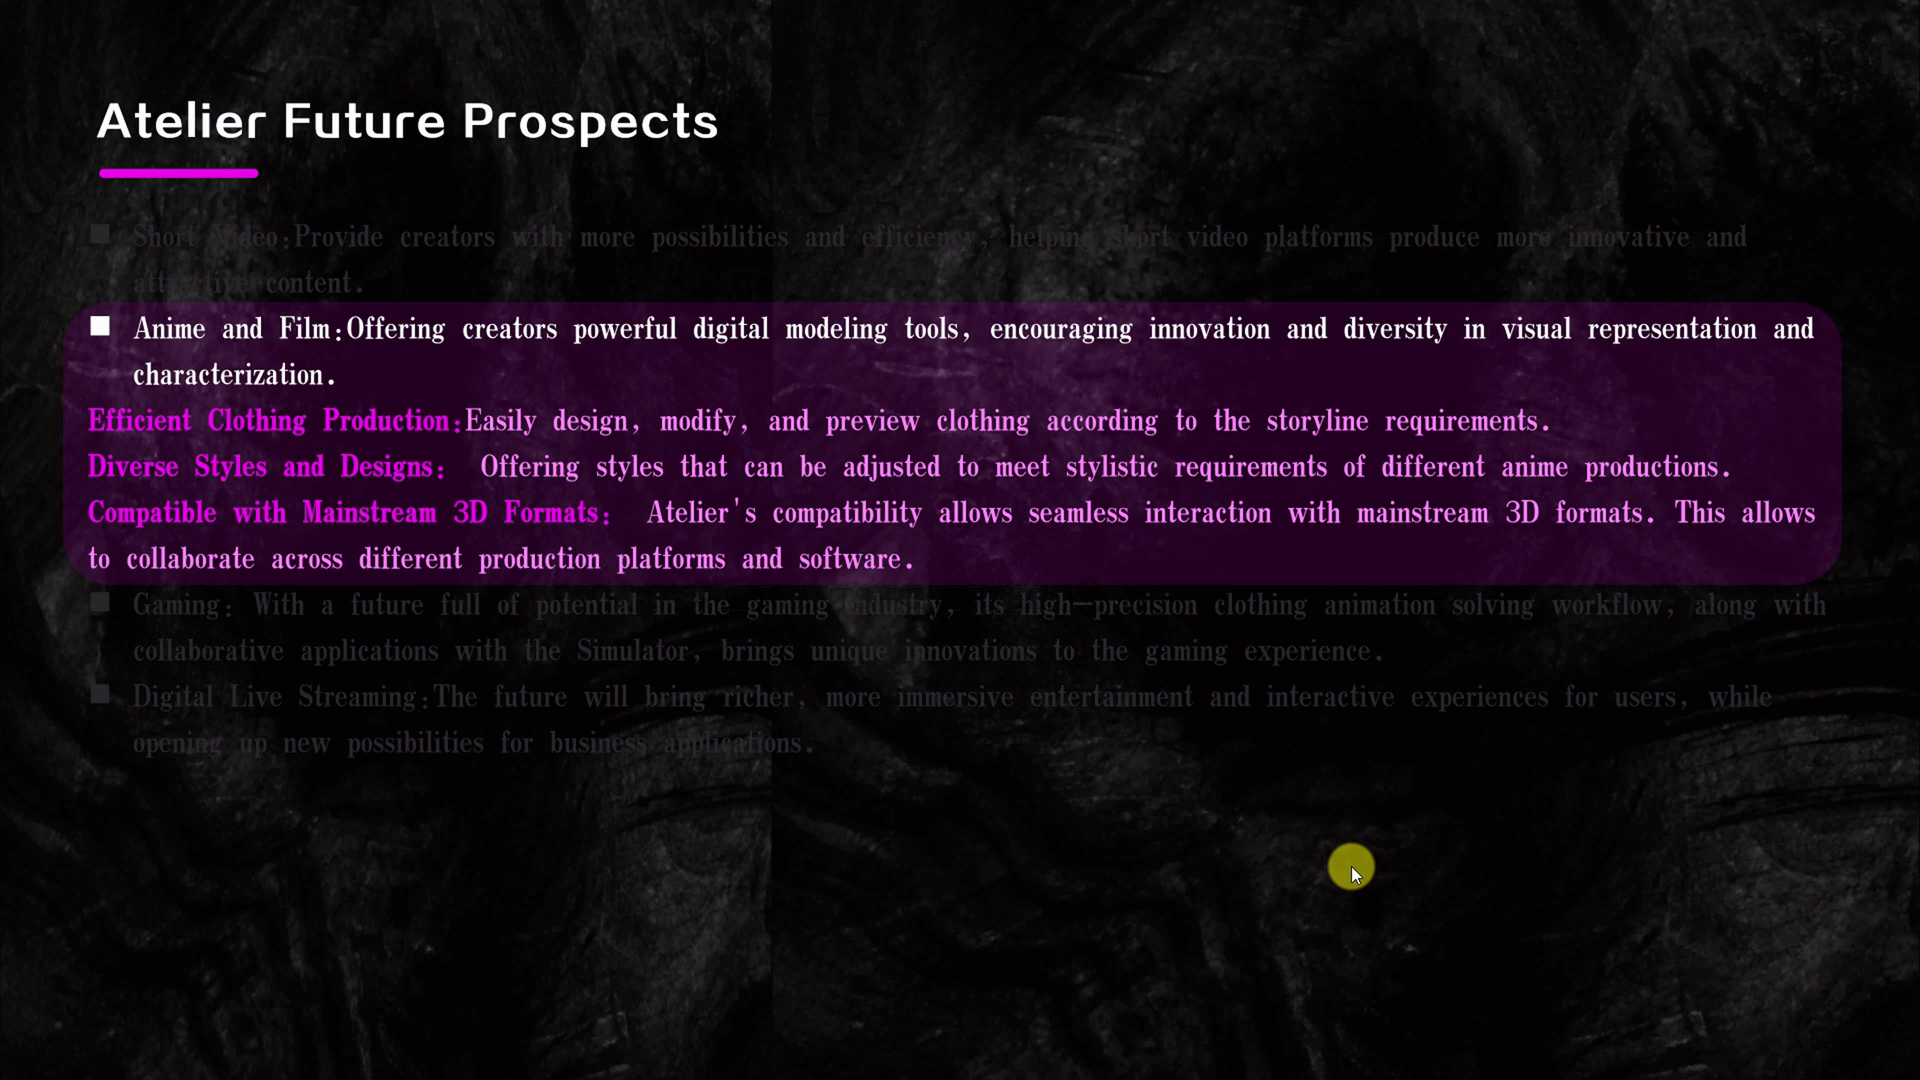 Atelier Future Prospects
■ Short Video:Provide creators with more possibilities and efficiency, helping short video platforms produce more innovative and
attractive content.
■ Anime and Film:Offering creators powerful digital modeling tools, encouraging innovation and diversity in visual representation and
characterization.
Efficient Clothing Production:Easily design, modify, and preview clothing according to the storyline requirements.
Diverse Styles and Designs: Offering styles that can be adjusted to meet stylistic requirements of different anime productions.
Compatible with Mainstream 3D Formats: Atelier's compatibility allows seamless interaction with mainstream 3D formats. This allows
to collaborate across different production platforms and software.
■ Gaming: With a future full of potential in the gaming industry, its high—precision clothing animation solving workflow, along with
collaborative applications with the Simulator, brings unique innovations to the gaming experience.
■ Digital Live Streaming:The future will bring richer, more immersive entertainment and interactive experiences for users, while
opening up new possibilities for business applications.